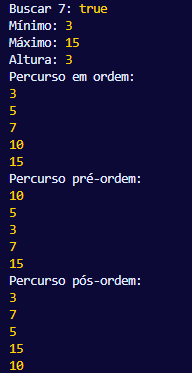 Buscar 7: true
Mínimo: 3
Máximo: 15
Altura: 3
Percurso em ordem:
3
5
7
10
15
Percurso pré-ordem:
10
5
3
7
15
Percurso pós-ordem:
3
7
5
15
10